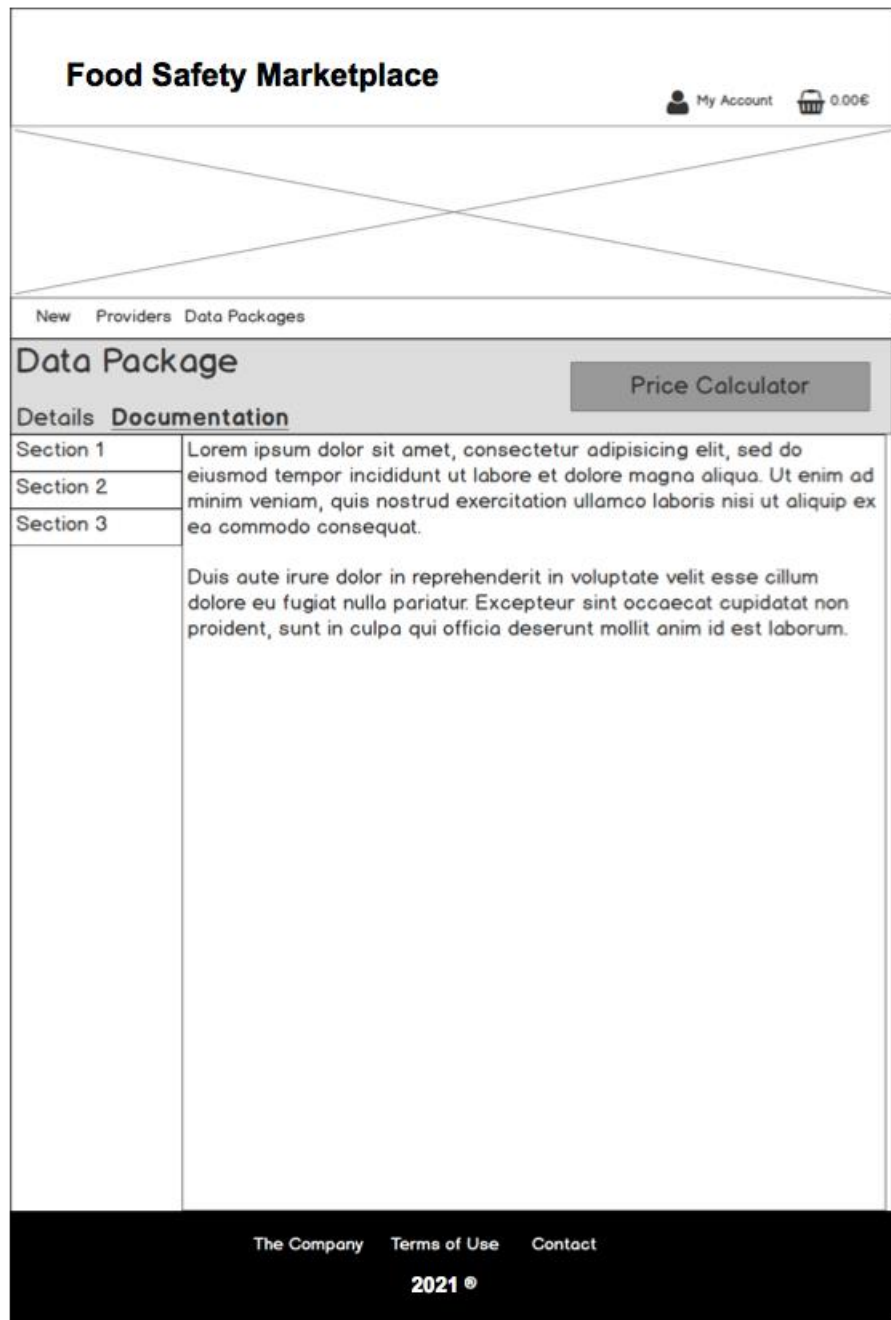 Food Safety Marketplace
My Account 0.00€
New Providers Data Packages
Data Package
Price Calculator
Details Documentation
Section 1
Section 2
Section 3
Lorem ipsum dolor sit amet, consectetur adipisicing elit, sed do
eiusmod tempor incididunt ut labore et dolore magna aliqua. Ut enim ad
minim veniam, quis nostrud exercitation ullamco laboris nisi ut aliquip ex
ea commodo consequat.
Duis aute irure dolor in reprehenderit in voluptate velit esse cillum
dolore eu fugiat nulla pariatur. Excepteur sint occaecat cupidatat non
proident, sunt in culpa qui officia deserunt mollit anim id est laborum.
The Company Terms of Use Contact
2021 ®